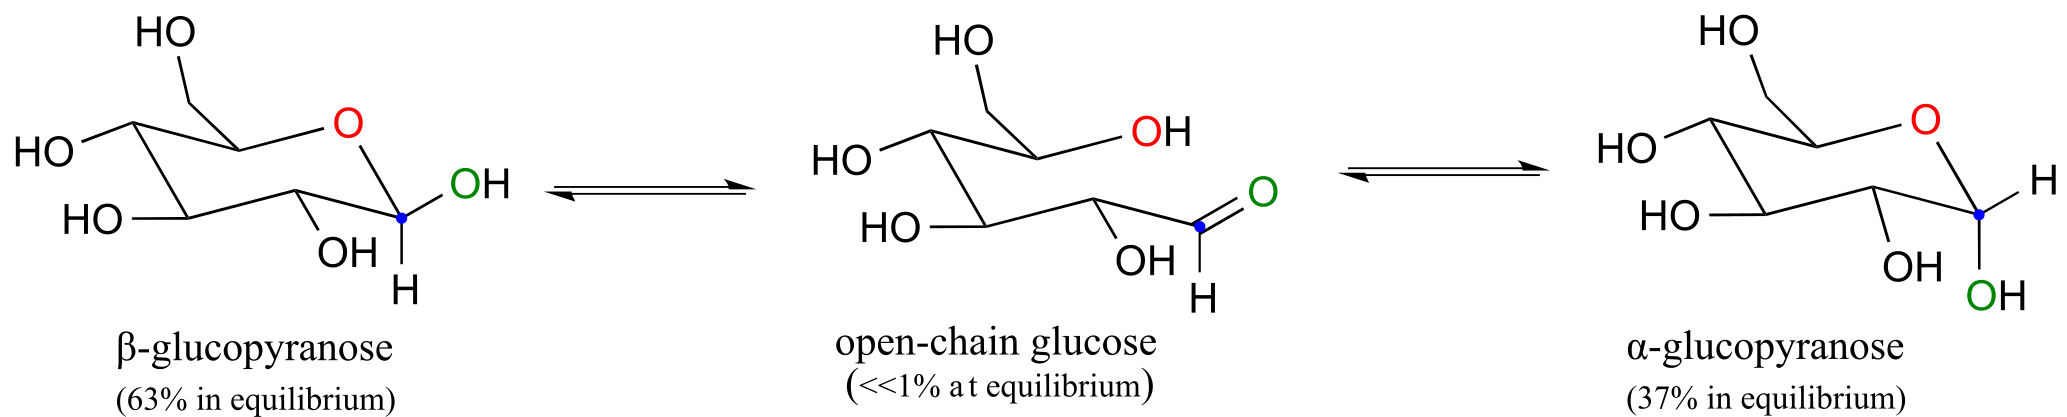 HO
HO
O
HO
OH
OH
H
β-glucopyranose
(63% in equilibrium)
HO
HO
OH
HO
OH
O
H
open-chain glucose
(<<1% at equilibrium)
HO
HO
O
HO
OH
H
OH
α-glucopyranose
(37% in equilibrium)